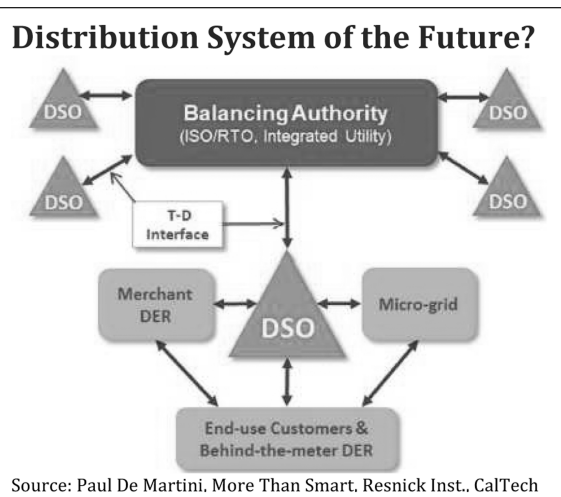 Distribution System of the Future?
DSO
Balancing Authority
(ISO/RTO, Integrated Utility)
DSO
DSO
DSO
T-D
Interface
Merchant
DER
DSO
Micro-grid
End-use Customers &
Behind-the-meter DER
Source: Paul De Martini, More Than Smart, Resnick Inst., CalTech